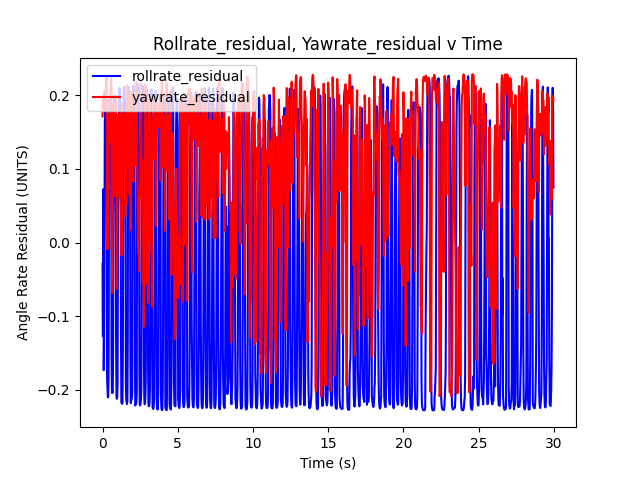 Rollrate_residual, Yawrate_residual v Time
rollrate_residual
yawrate_residual
Angle Rate Residual (UNITS)
0.2
0.1
0.0
−0.1
−0.2
0 5 10 15 20 25 30
Time (s)